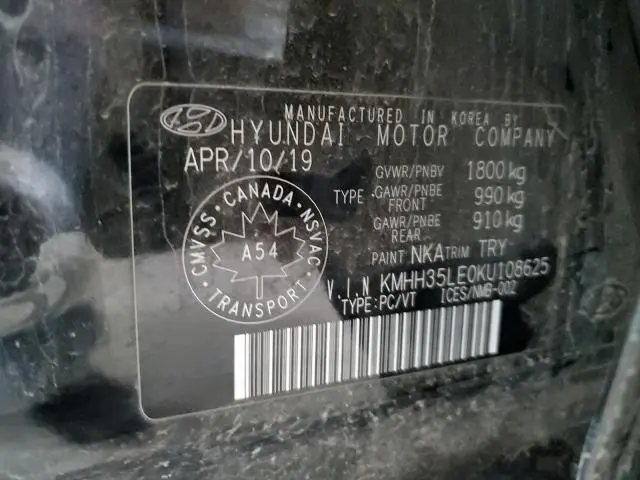 MANUFACTURED IN KOREA BY
HYUNDAI MOTOR COMPANY
APR/10/19
GVWR/PNBV 1800 kg
TYPE GAWR/PNBE FRONT 990 kg
GAWR/PNBE REAR 910 kg
PAINT NKA TRIM TRY
V I N KMHH35LE0KU108625
TYPE:PC/VT ICES/NMB-002
CMVSS · CANADA · NSVAC · TRANSPORT ·
A54